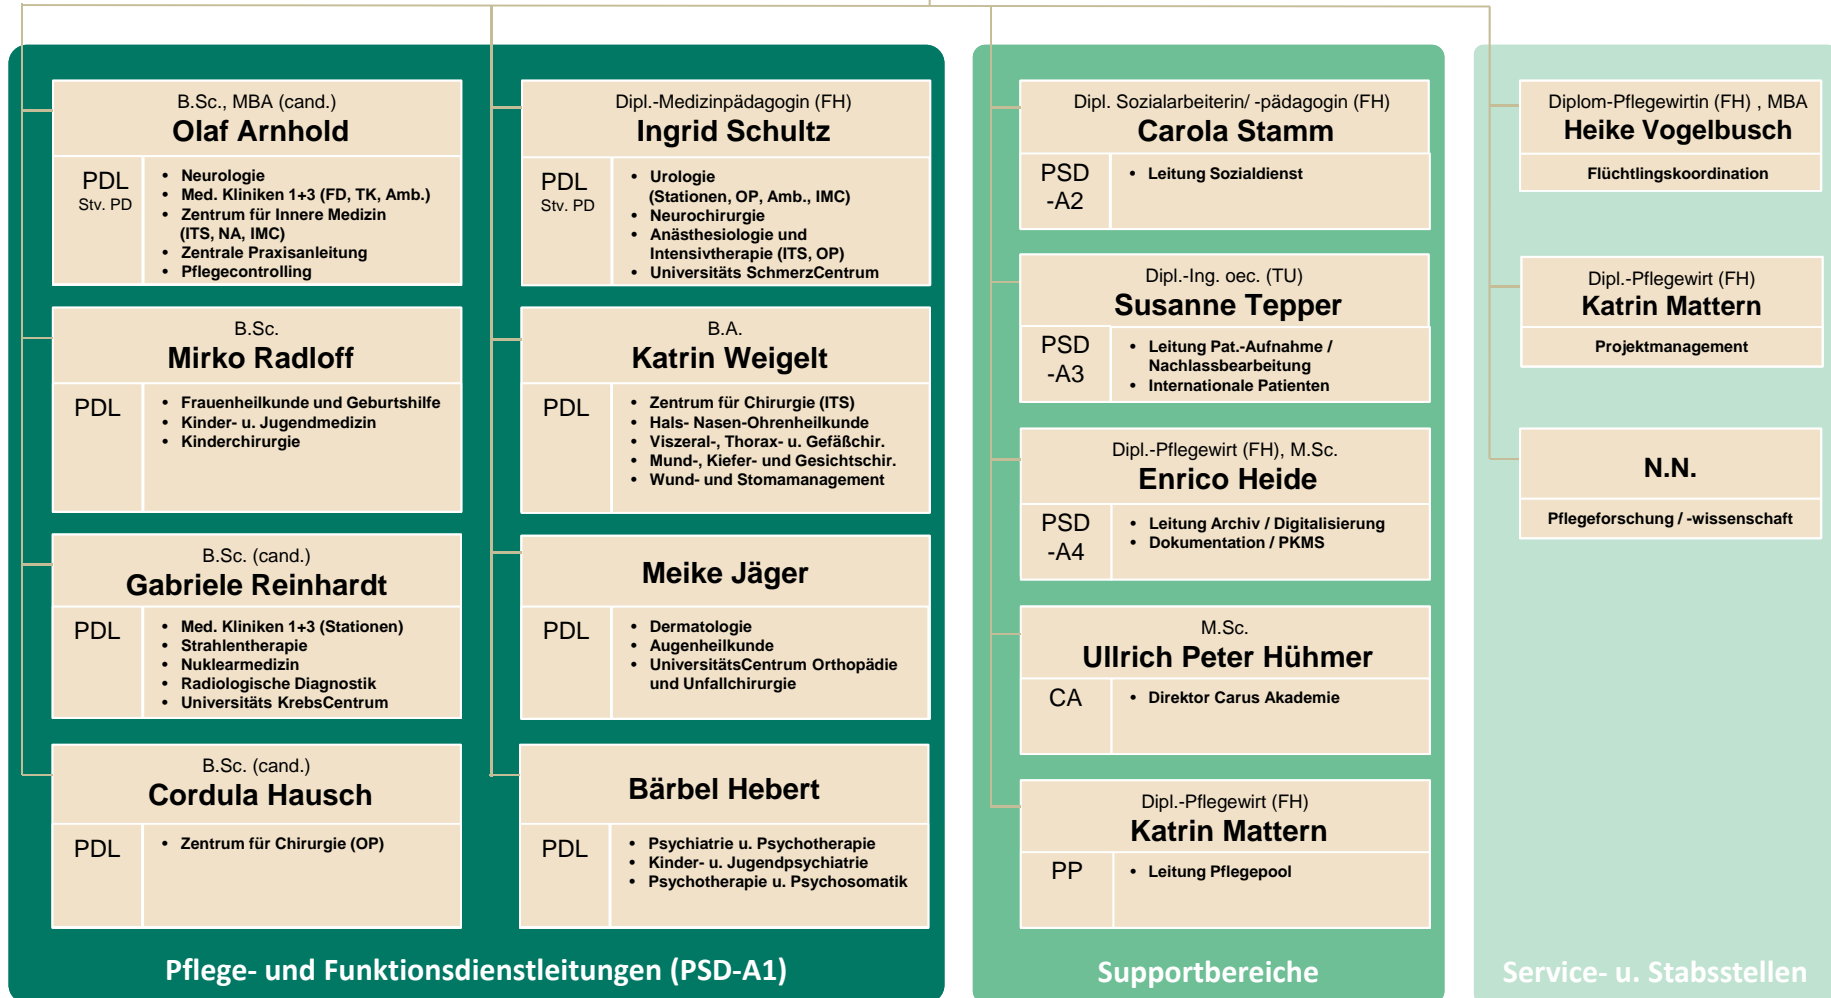 B.Sc., MBA (cand.)
Olaf Arnhold
PDL
Stv. PD
• Neurologie
• Med. Kliniken 1+3 (FD, TK, Amb.)
• Zentrum für Innere Medizin
(ITS, NA, IMC)
• Zentrale Praxisanleitung
• Pflegecontrolling
B.Sc.
Mirko Radloff
PDL
• Frauenheilkunde und Geburtshilfe
• Kinder- u. Jugendmedizin
• Kinderchirurgie
B.Sc. (cand.)
Gabriele Reinhardt
PDL
• Med. Kliniken 1+3 (Stationen)
• Strahlentherapie
• Nuklearmedizin
• Radiologische Diagnostik
• Universitäts KrebsCentrum
B.Sc. (cand.)
Cordula Hausch
PDL
• Zentrum für Chirurgie (OP)
Dipl.-Medizinpädagogin (FH)
Ingrid Schultz
PDL
Stv. PD
• Urologie
(Stationen, OP, Amb., IMC)
• Neurochirurgie
• Anästhesiologie und
Intensivtherapie (ITS, OP)
• Universitäts SchmerzCentrum
B.A.
Katrin Weigelt
PDL
• Zentrum für Chirurgie (ITS)
• Hals- Nasen-Ohrenheilkunde
• Viszeral-, Thorax- u. Gefäßchir.
• Mund-, Kiefer- und Gesichtschir.
• Wund- und Stomamanagement
Meike Jäger
PDL
• Dermatologie
• Augenheilkunde
• UniversitätsCentrum Orthopädie
und Unfallchirurgie
Bärbel Hebert
PDL
• Psychiatrie u. Psychotherapie
• Kinder- u. Jugendpsychiatrie
• Psychotherapie u. Psychosomatik
Pflege- und Funktionsdienstleitungen (PSD-A1)
Dipl. Sozialarbeiterin/ -pädagogin (FH)
Carola Stamm
PSD
-A2
• Leitung Sozialdienst
Dipl.-Ing. oec. (TU)
Susanne Tepper
PSD
-A3
• Leitung Pat.-Aufnahme /
Nachlassbearbeitung
• Internationale Patienten
Dipl.-Pflegewirt (FH), M.Sc.
Enrico Heide
PSD
-A4
• Leitung Archiv / Digitalisierung
• Dokumentation / PKMS
M.Sc.
Ullrich Peter Hühmer
CA
• Direktor Carus Akademie
Dipl.-Pflegewirt (FH)
Katrin Mattern
PP
• Leitung Pflegepool
Supportbereiche
Diplom-Pflegewirtin (FH) , MBA
Heike Vogelbusch
Flüchtlingskoordination
Dipl.-Pflegewirt (FH)
Katrin Mattern
Projektmanagement
N.N.
Pflegeforschung / -wissenschaft
Service- u. Stabsstellen